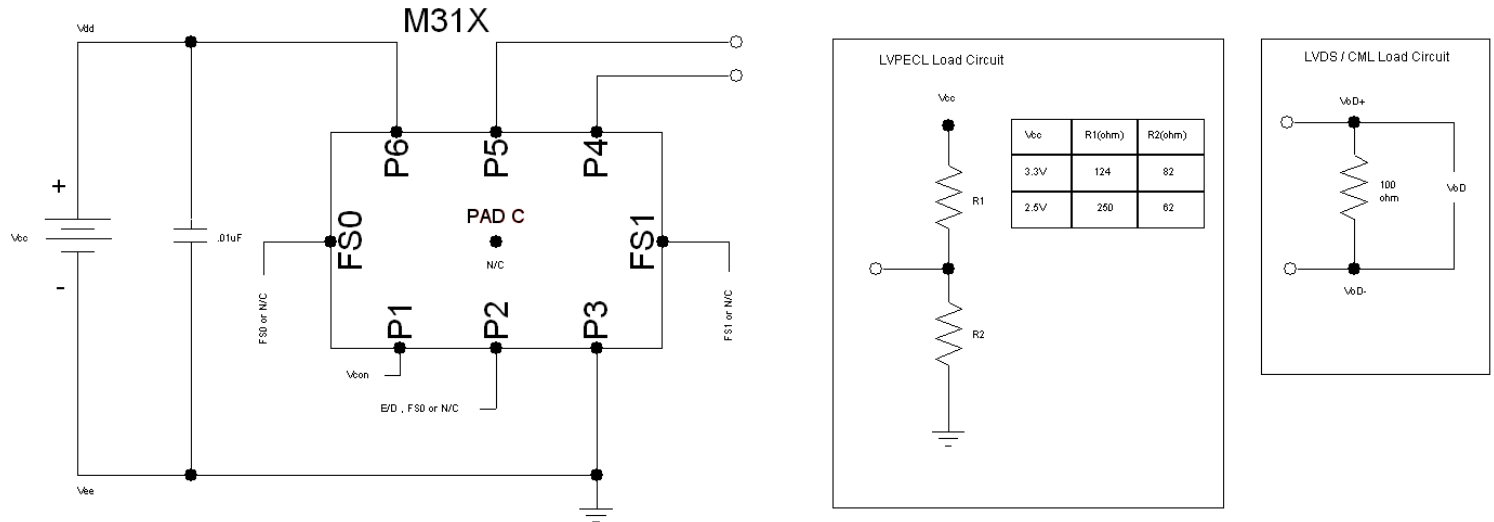 M31X
Vdd
+
Vcc
-
.01uF
P6
P5
P4
PAD C
N/C
FS0
FS1
FS0 or N/C
FS1 or N/C
P1
P2
P3
Vcon
E/D , FS0 or N/C
Vee
LVPECL Load Circuit
Vcc
R1
R2
Vcc R1(ohm) R2(ohm)
3.3V 124 82
2.5V 250 62
LVDS / CML Load Circuit
VoD+
100
ohm
VoD
VoD-